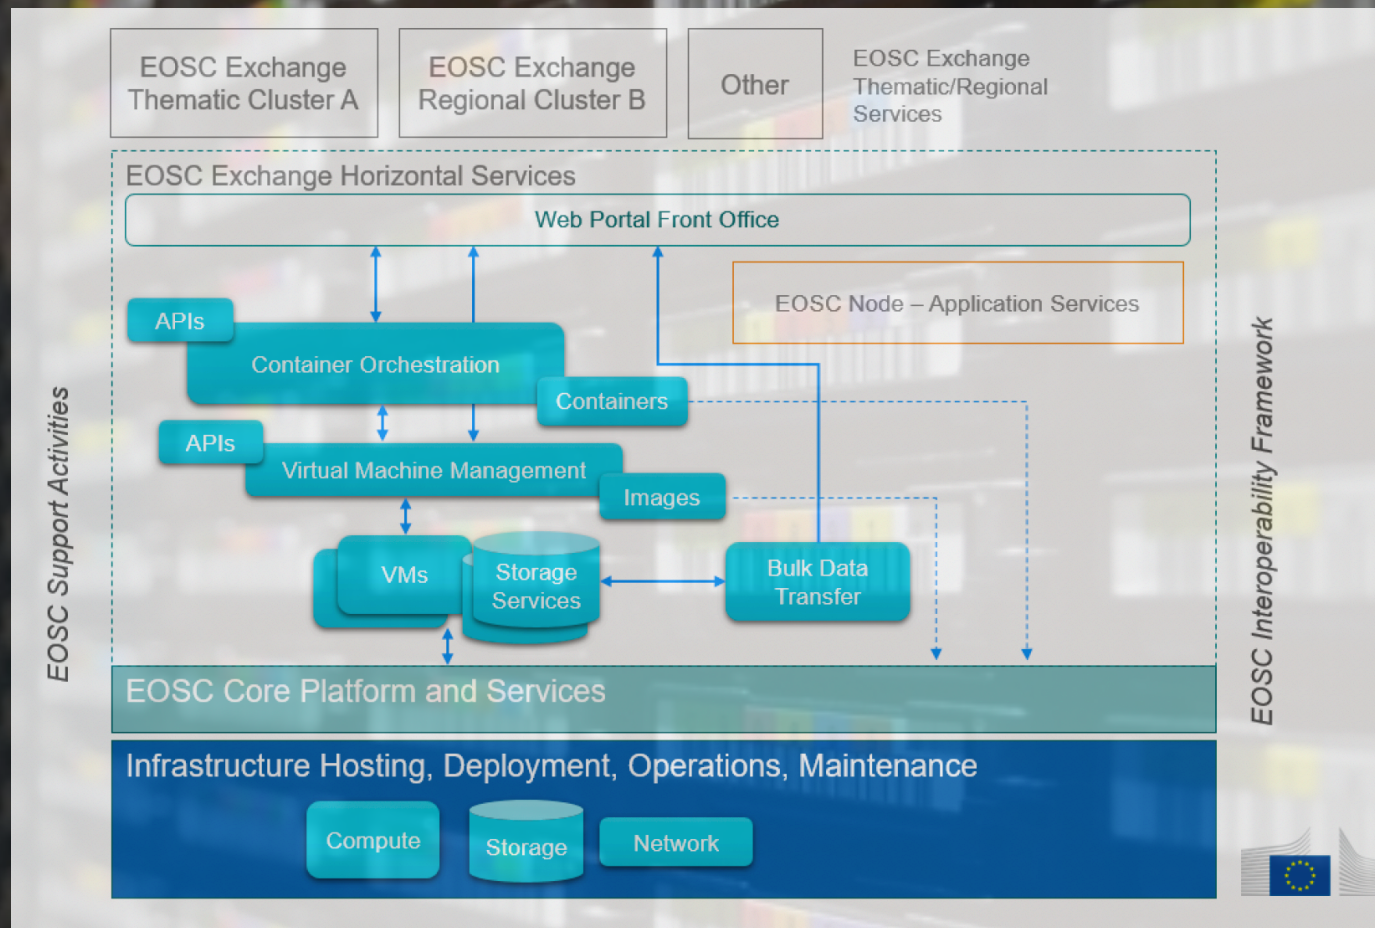 EOSC Exchange
Thematic Cluster A
EOSC Exchange
Regional Cluster B
Other
EOSC Exchange
Thematic/Regional
Services
EOSC Exchange Horizontal Services
Web Portal Front Office
EOSC Node – Application Services
APIs
Container Orchestration
Containers
APIs
Virtual Machine Management
Images
VMs
Storage
Services
Bulk Data
Transfer
EOSC Support Activities
EOSC Interoperability Framework
EOSC Core Platform and Services
Infrastructure Hosting, Deployment, Operations, Maintenance
Compute
Storage
Network